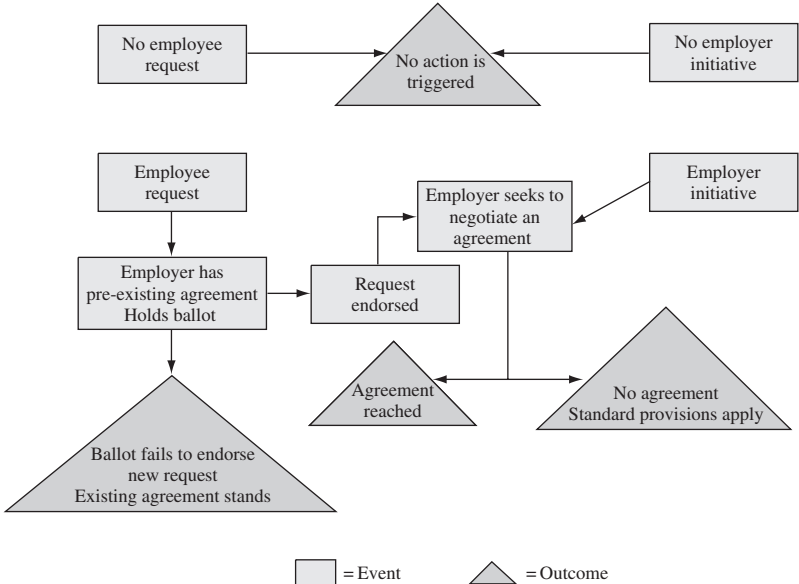 No employee
request
No action is
triggered
No employer
initiative
Employee
request
Employer seeks to
negotiate an
agreement
Employer
initiative
Employer has
pre-existing agreement
Holds ballot
Request
endorsed
Agreement
reached
No agreement
Standard provisions apply
Ballot fails to endorse
new request
Existing agreement stands
= Event
= Outcome